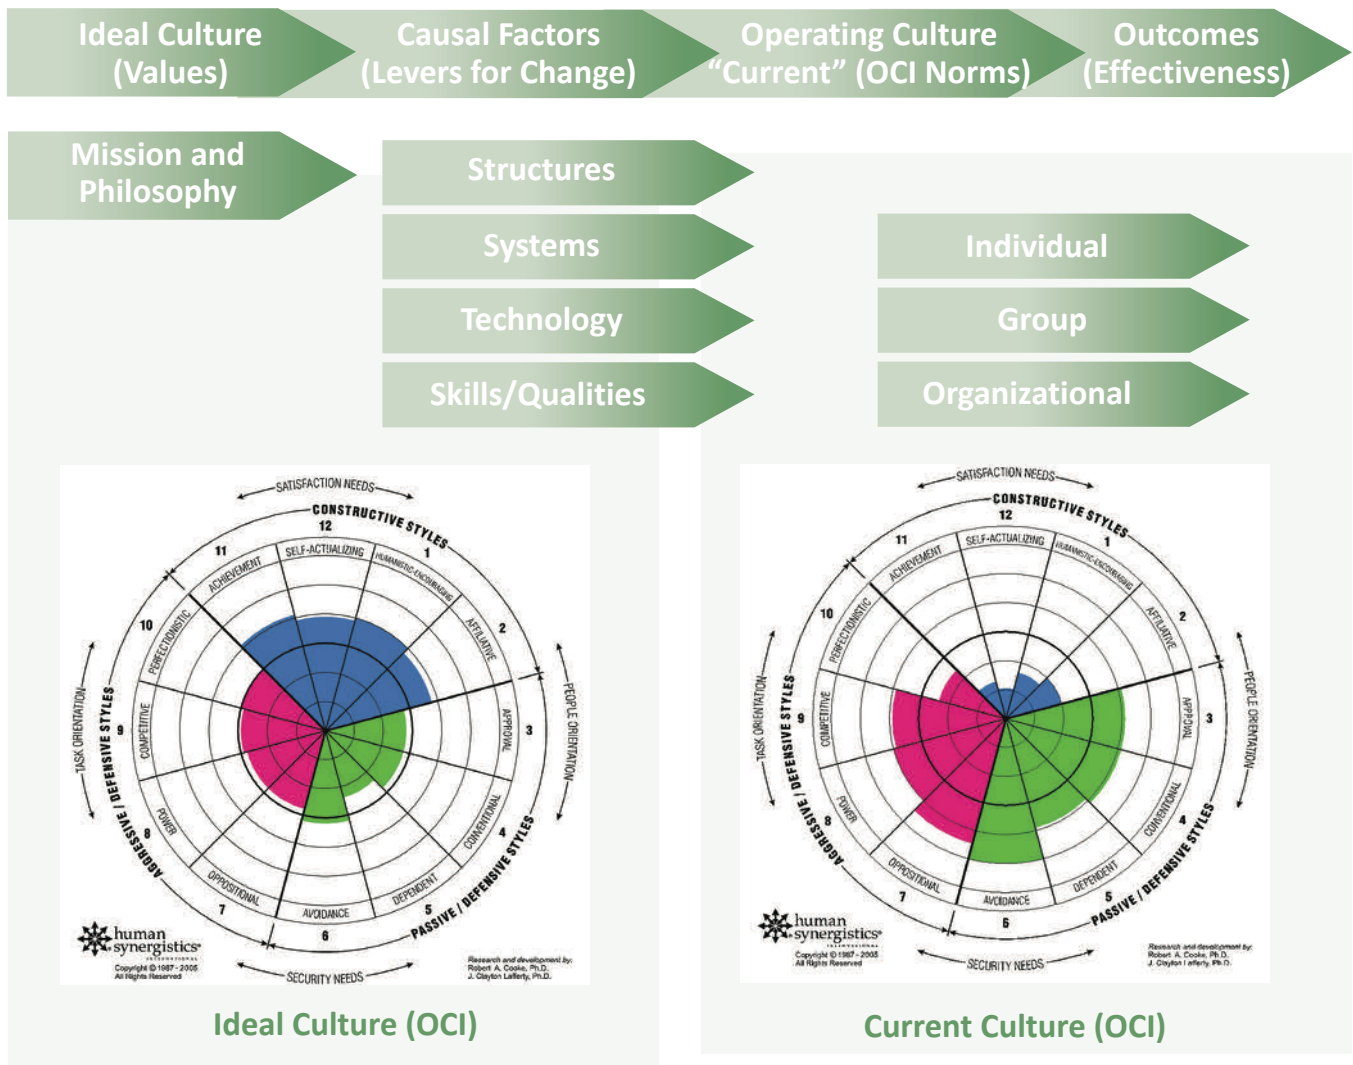 Ideal Culture
(Values)
Causal Factors
(Levers for Change)
Operating Culture
“Current” (OCI Norms)
Outcomes
(Effectiveness)
Mission and
Philosophy
Structures
Systems
Technology
Skills/Qualities
Individual
Group
Organizational
SATISFACTION NEEDS
CONSTRUCTIVE STYLES
12
11
1
SELF-ACTUALIZING
ACHIEVEMENT
HUMANISTIC-ENCOURAGING
10
2
PERFECTIONISTIC
AFFILIATIVE
TASK ORIENTATION
PEOPLE ORIENTATION
AGGRESSIVE / DEFENSIVE STYLES
9
COMPETITIVE
APPROVAL
3
8
POWER
CONVENTIONAL
4
OPPOSITIONAL
DEPENDENT
7
AVOIDANCE
5
6
PASSIVE / DEFENSIVE STYLES
SECURITY NEEDS
human
synergistics®
INTERNATIONAL
Copyright © 1987 - 2005
All Rights Reserved
Research and development by:
Robert A. Cooke, Ph.D.
J. Clayton Lafferty, Ph.D.
Ideal Culture (OCI)
SATISFACTION NEEDS
CONSTRUCTIVE STYLES
12
11
1
SELF-ACTUALIZING
ACHIEVEMENT
HUMANISTIC-ENCOURAGING
10
2
PERFECTIONISTIC
AFFILIATIVE
TASK ORIENTATION
PEOPLE ORIENTATION
AGGRESSIVE / DEFENSIVE STYLES
9
COMPETITIVE
APPROVAL
3
8
POWER
CONVENTIONAL
4
OPPOSITIONAL
DEPENDENT
7
AVOIDANCE
5
6
PASSIVE / DEFENSIVE STYLES
SECURITY NEEDS
human
synergistics®
INTERNATIONAL
Copyright © 1987 - 2005
All Rights Reserved
Research and development by:
Robert A. Cooke, Ph.D.
J. Clayton Lafferty, Ph.D.
Current Culture (OCI)